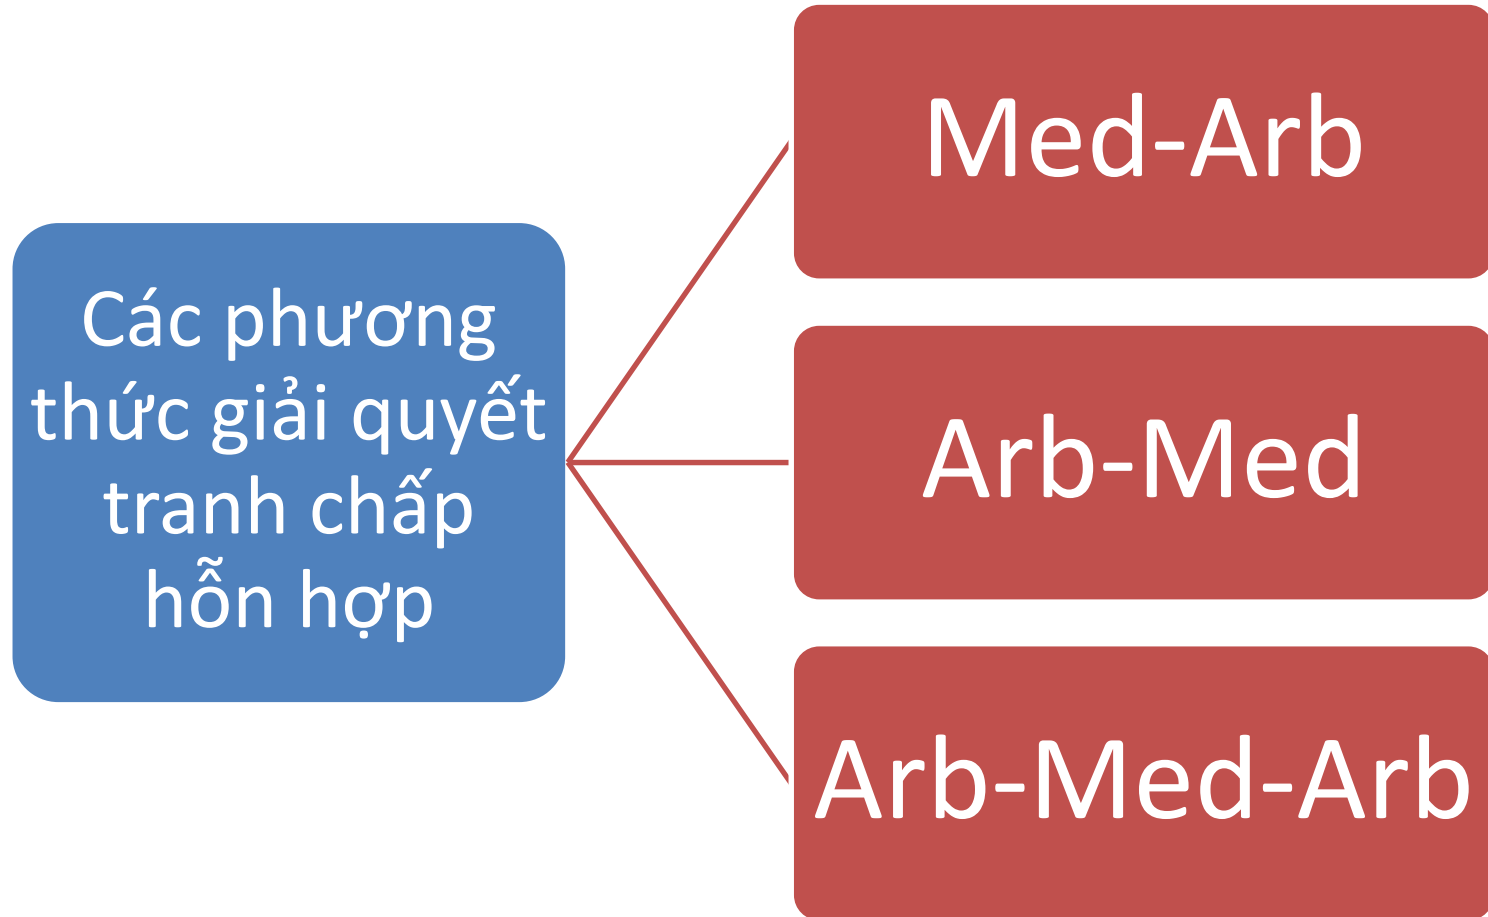 Các phương
thức giải quyết
tranh chấp
hỗn hợp
Med-Arb
Arb-Med
Arb-Med-Arb